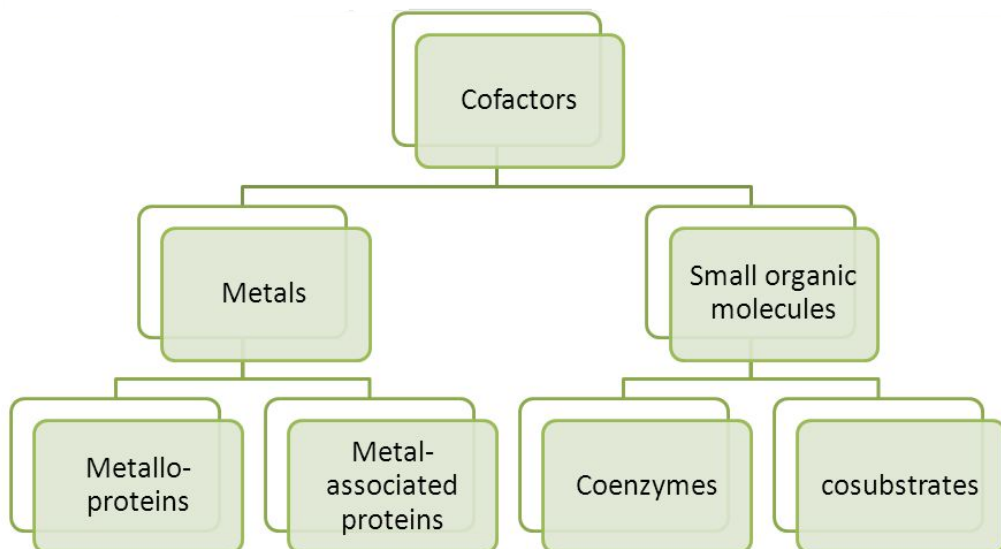 Cofactors
Metals
Small organic
molecules
Metallo-
proteins
Metal-
associated
proteins
Coenzymes
cosubstrates